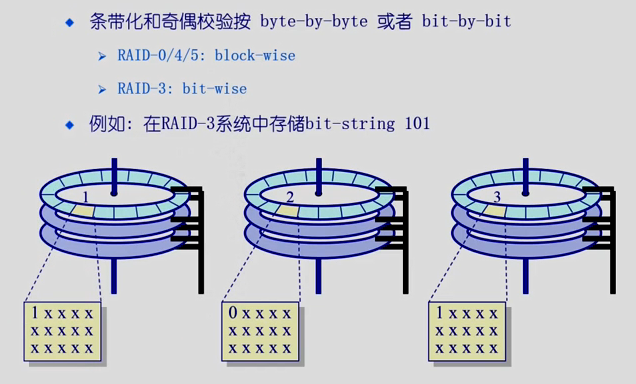 条带化和奇偶校验按 byte-by-byte 或者 bit-by-bit
RAID-0/4/5: block-wise
RAID-3: bit-wise
例如: 在RAID-3系统中存储bit-string 101
1
2
3
1 x x x x
x x x x x
x x x x x
0 x x x x
x x x x x
x x x x x
1 x x x x
x x x x x
x x x x x